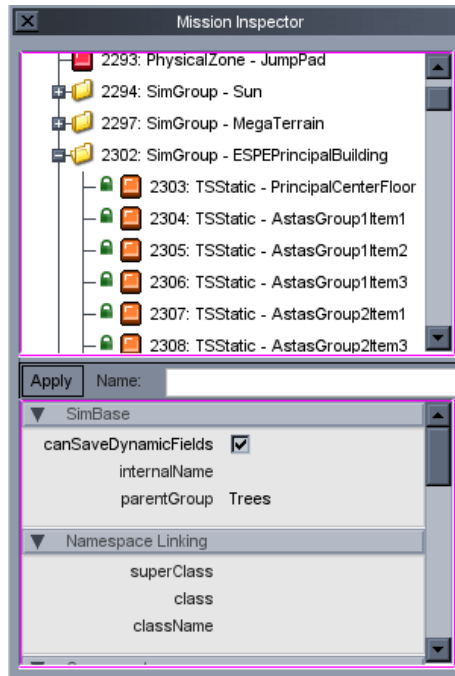 Mission Inspector
2293: PhysicalZone - JumpPad
2294: SimGroup - Sun
2297: SimGroup - MegaTerrain
2302: SimGroup - ESPEPrincipalBuilding
2303: TSStatic - PrincipalCenterFloor
2304: TSStatic - AstasGroup1Item1
2305: TSStatic - AstasGroup1Item2
2306: TSStatic - AstasGroup1Item3
2307: TSStatic - AstasGroup2Item1
2308: TSStatic - AstasGroup2Item3
Apply Name:
SimBase
canSaveDynamicFields
internalName
parentGroup Trees
Namespace Linking
superClass
class
className